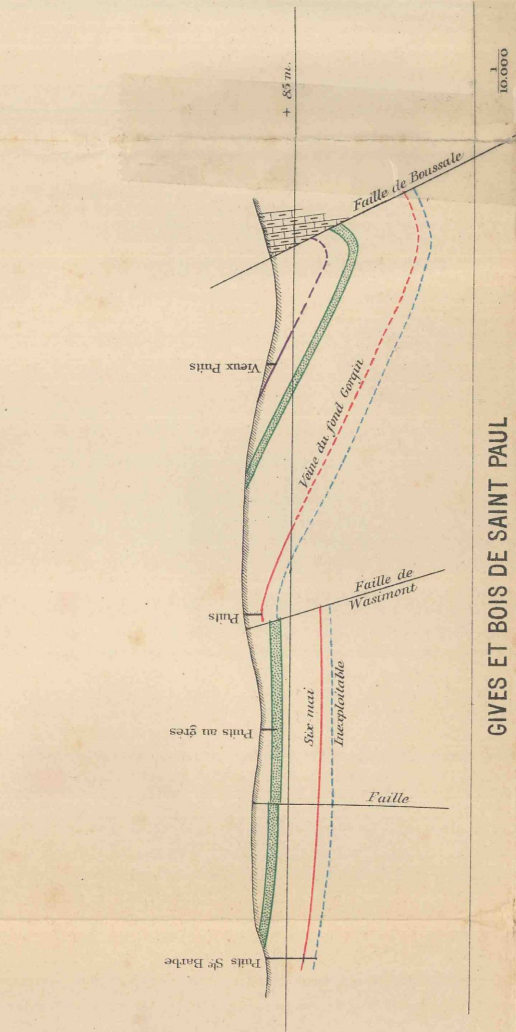 GIVES ET BOIS DE SAINT PAUL
1
10.000
+ 85 m.
Faille de Boussale
Vieux Puits
Veine du fond Gorgin
Puits
Faille de
Wasimont
Puits au grès
Six-mai
Inexploitable
Faille
Puits Ste Barbe